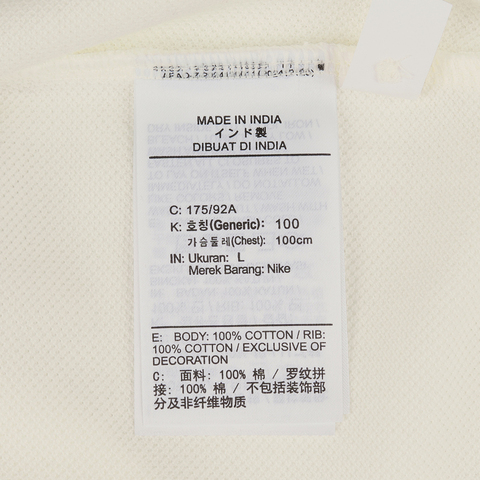 MADE IN INDIA
インド製
DIBUAT DI INDIA
C: 175/92A
K: 호칭(Generic): 100
가슴둘레(Chest): 100cm
IN: Ukuran: L
Merek Barang: Nike
E: BODY: 100% COTTON / RIB:
100% COTTON / EXCLUSIVE OF
DECORATION
C: 面料: 100% 棉 / 罗纹拼
接: 100% 棉 / 不包括装饰部
分及非纤维物质